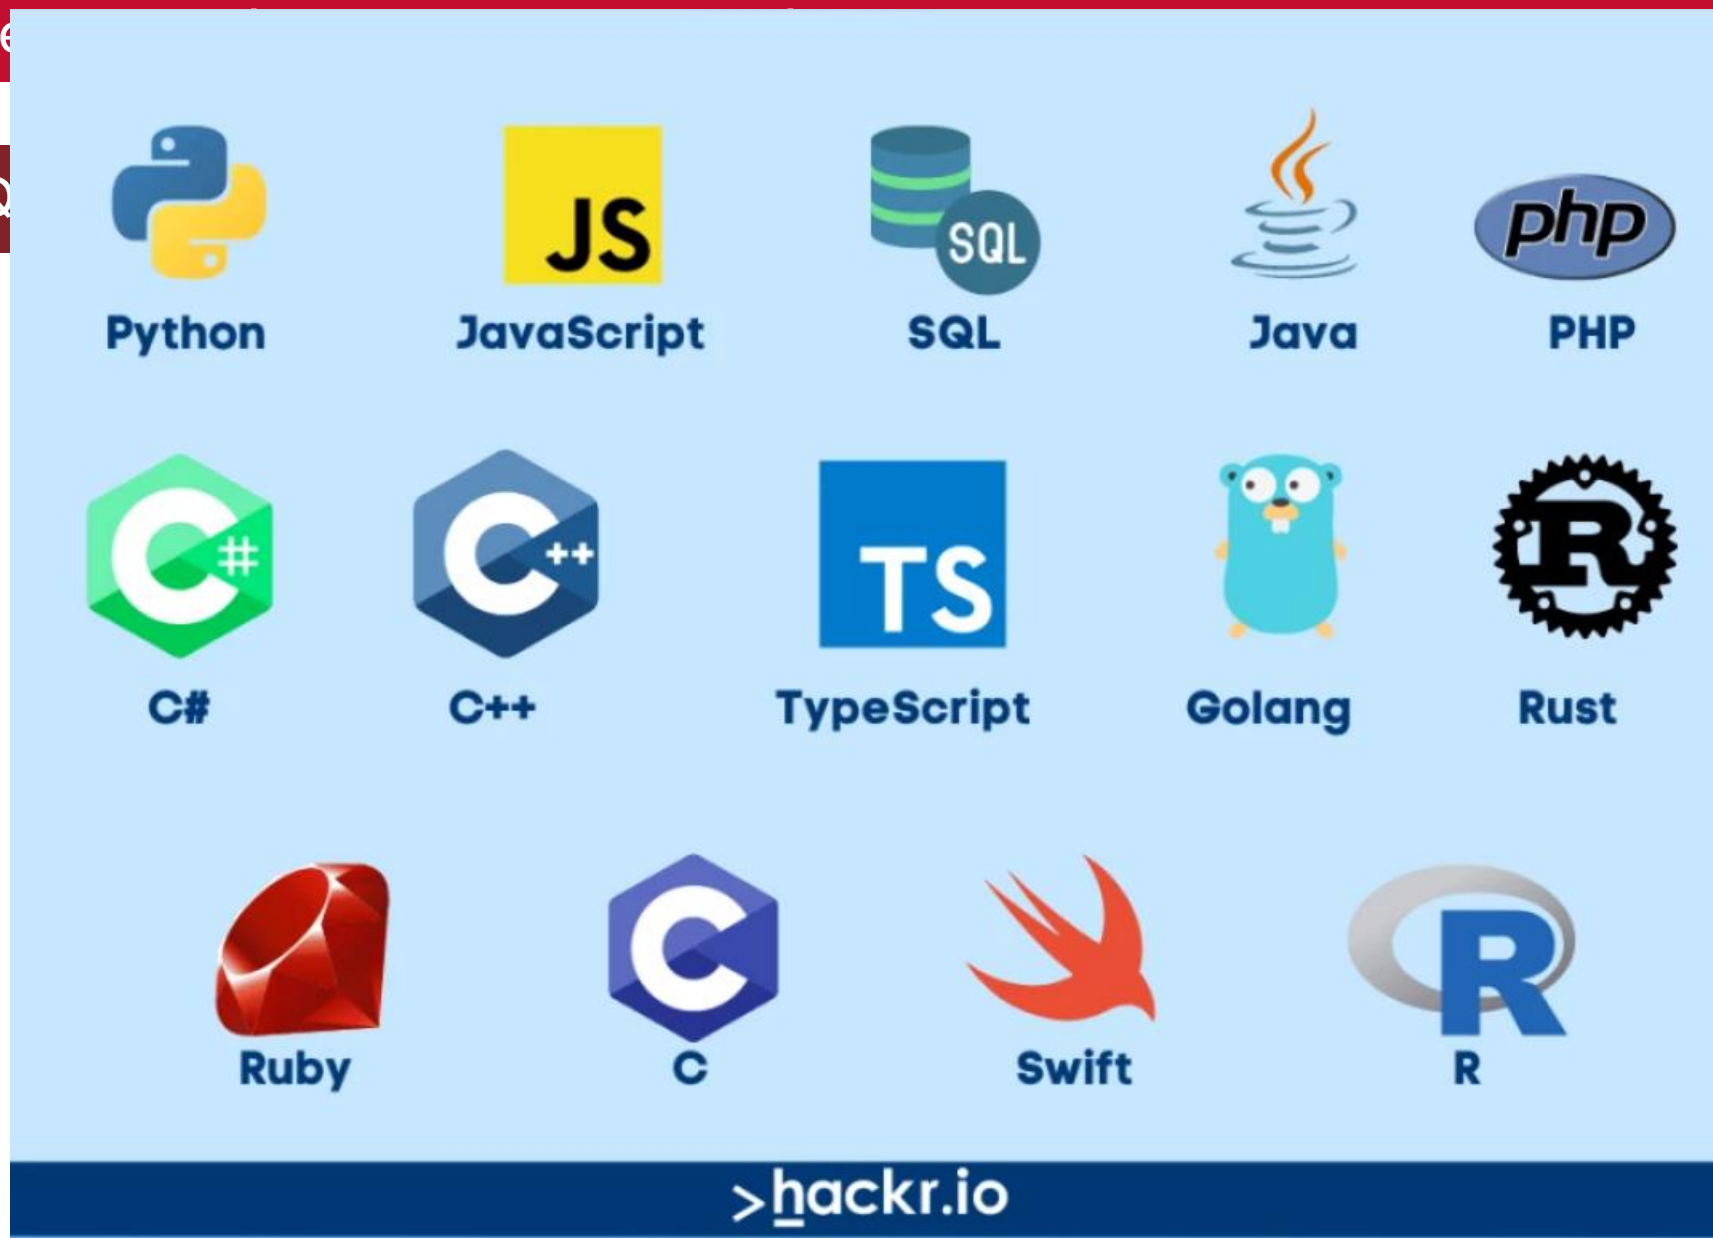 JS
SQL
php
Python
JavaScript
SQL
Java
PHP
C#
C++
TS
R
C#
C++
TypeScript
Golang
Rust
C
R
Ruby
C
Swift
R
>hackr.io